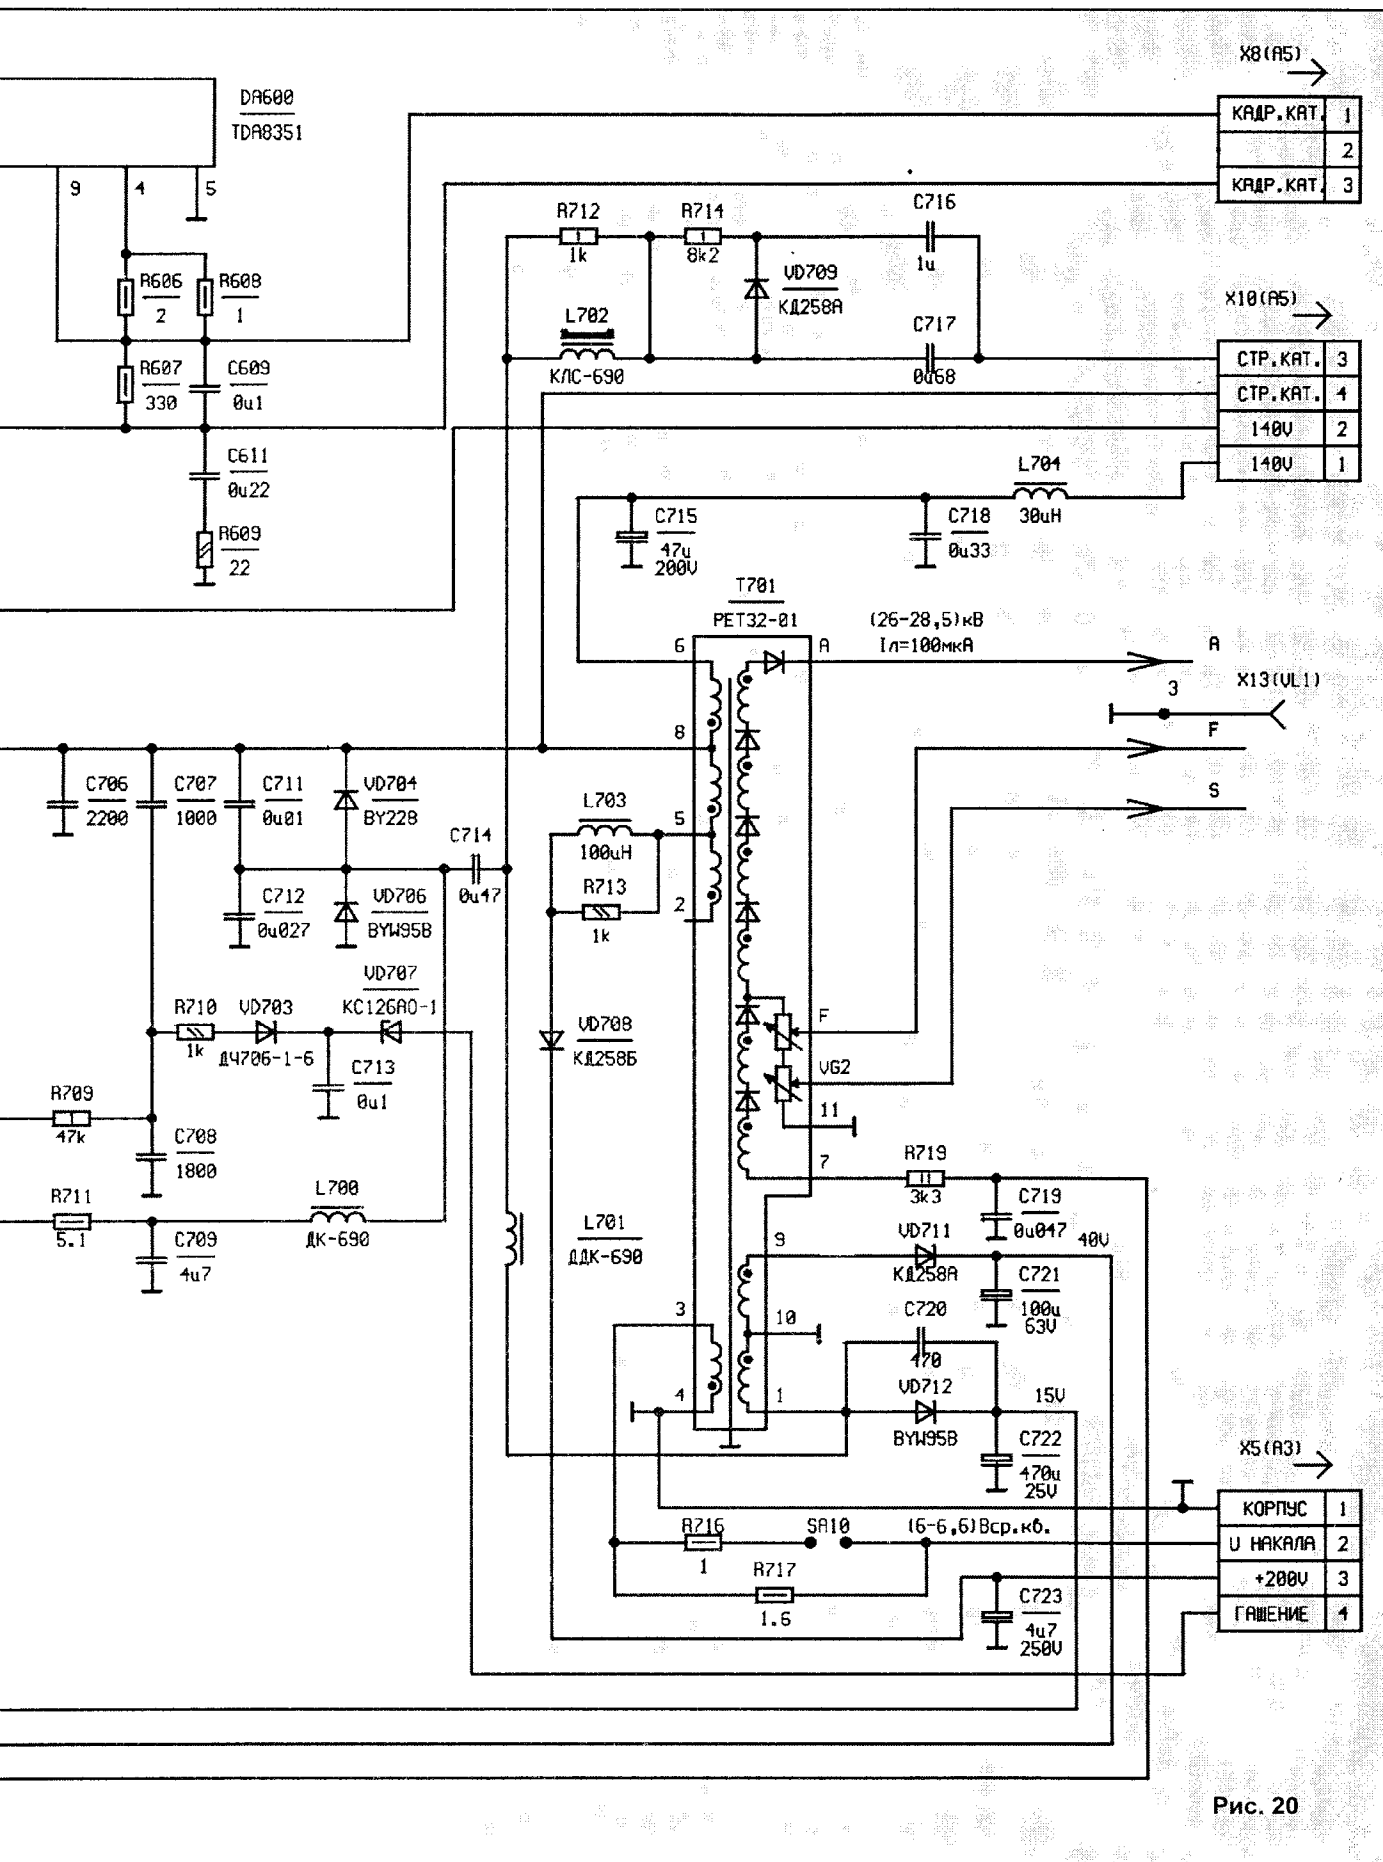 X8(A5)
DA600
TDA8351
КАДР.КАТ. 1
2
КАДР.КАТ. 3
9
4
5
R712
1k
R714
8k2
C716
1u
R606
2
R608
1
VD709
КД258А
X10(A5)
L702
КЛС-690
C717
0u68
R607
330
C609
0u1
СТР.КАТ. 3
СТР.КАТ. 4
140V 2
140V 1
C611
0u22
L704
30uH
R609
22
C715
47u
200V
C718
0u33
T701
PET32-01
(26-28,5)кВ
Iл=100мкА
6
A
A
X13(VL1)
3
8
F
C706
2200
C707
1000
C711
0u01
VD704
BY228
S
L703
100uH
5
C714
0u47
R713
1k
2
C712
0u027
VD706
BYW95B
VD707
КС126АО-1
R710
1k
VD703
ДЧ706-1-6
VD708
КД258Б
F
C713
0u1
VG2
R709
47k
11
C708
1800
7
R719
3k3
C719
0u047
R711
5.1
L700
ДК-690
C709
4u7
L701
ДДК-690
9
VD711
КД258А
40V
C721
100u
63V
3
10
C720
470
4
1
VD712
BYW95B
15V
C722
470u
25V
X5(A3)
КОРПУС 1
U НАКАЛА 2
+200V 3
ГАШЕНИЕ 4
R716
1
SA10
(6-6,6)Вср.кв.
R717
1.6
C723
4u7
250V
Рис. 20